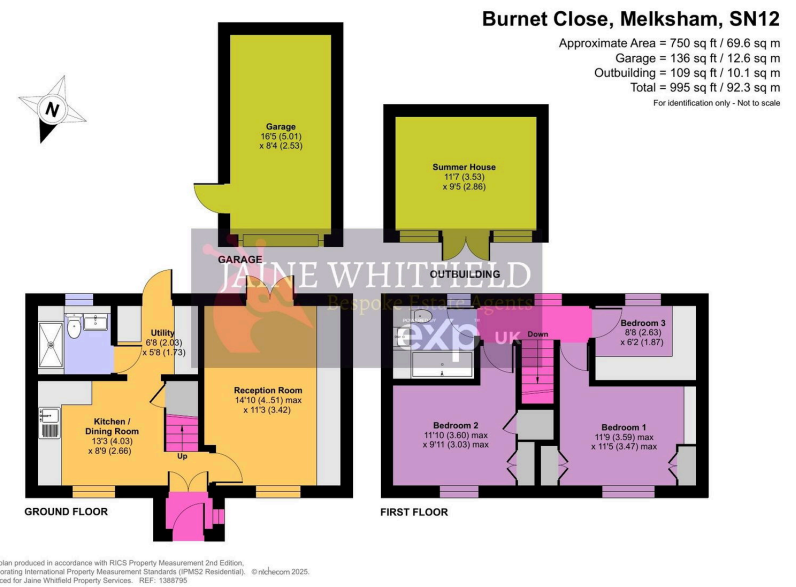 Burnet Close, Melksham, SN12
Approximate Area = 750 sq ft / 69.6 sq m
Garage = 136 sq ft / 12.6 sq m
Outbuilding = 109 sq ft / 10.1 sq m
Total = 995 sq ft / 92.3 sq m
For identification only - Not to scale
N
Garage
16'5 (5.01)
x 8'4 (2.53)
Summer House
11'7 (3.53)
x 9'5 (2.86)
GARAGE
OUTBUILDING
JAINE WHITFIELD
Bespoke Estate Agents
exp UK
Utility
6'8 (2.03)
x 5'8 (1.73)
Reception Room
14'10 (4..51) max
x 11'3 (3.42)
Kitchen /
Dining Room
13'3 (4.03)
x 8'9 (2.66)
Up
Down
Bedroom 3
8'8 (2.63)
x 6'2 (1.87)
Bedroom 2
11'10 (3.60) max
x 9'11 (3.03) max
Bedroom 1
11'9 (3.59) max
x 11'5 (3.47) max
GROUND FLOOR
FIRST FLOOR
plan produced in accordance with RICS Property Measurement 2nd Edition,
orating International Property Measurement Standards (IPMS2 Residential). © nichecom 2025.
ced for Jaine Whitfield Property Services. REF: 1388795